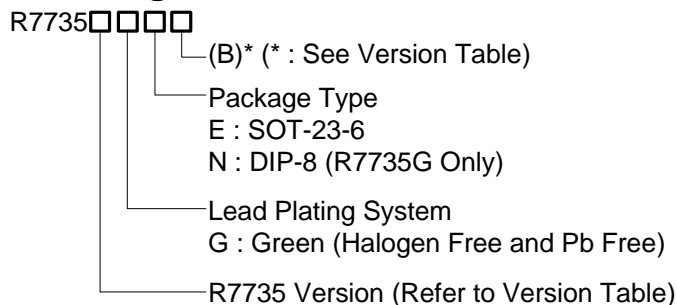 R7735□□□□
(B)* (* : See Version Table)
Package Type
E : SOT-23-6
N : DIP-8 (R7735G Only)
Lead Plating System
G : Green (Halogen Free and Pb Free)
R7735 Version (Refer to Version Table)